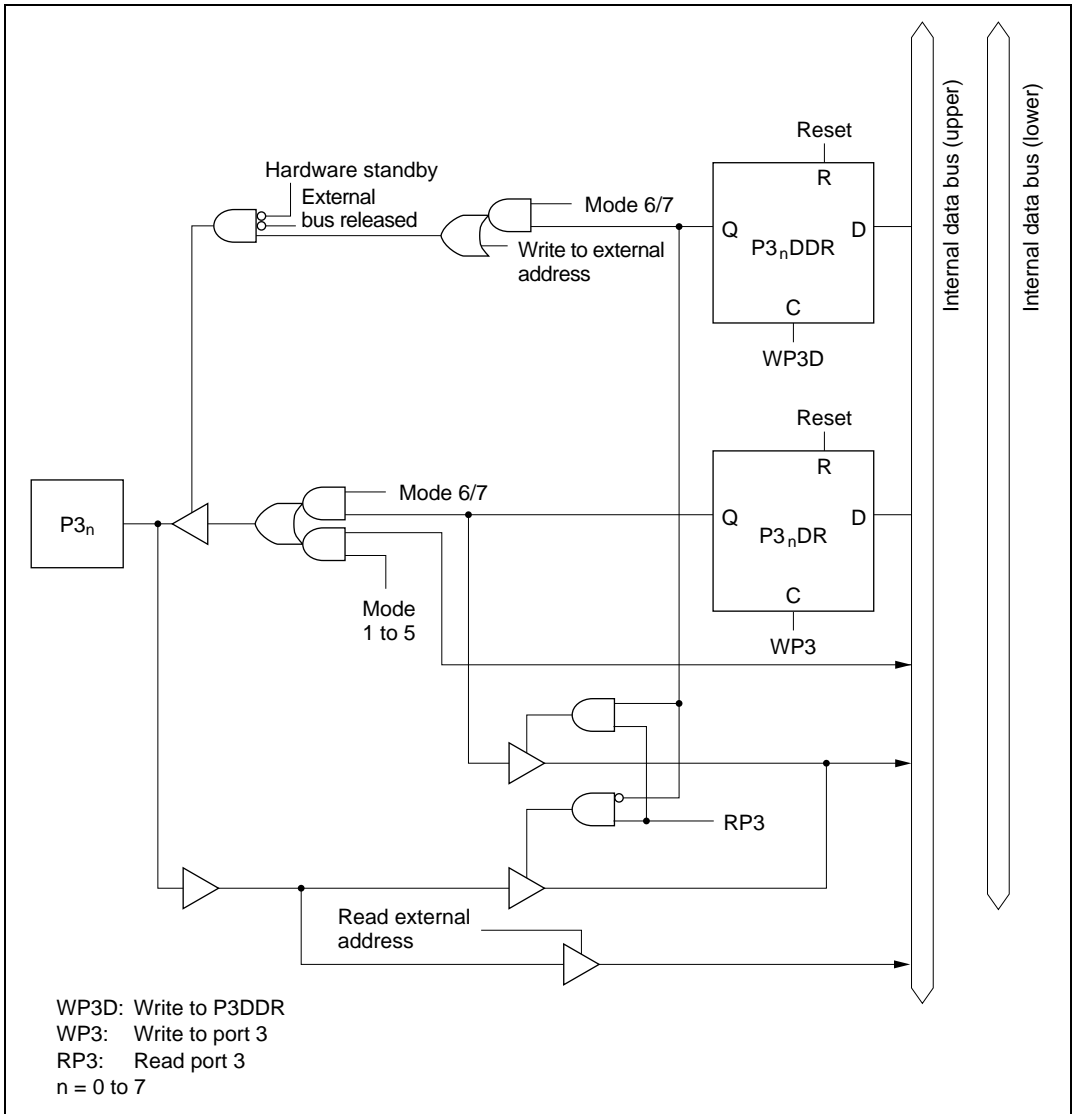 Reset
Hardware standby
External
bus released
Mode 6/7
Write to external
address
R
Q
D
P3nDDR
C
WP3D
Internal data bus (upper)
Internal data bus (lower)
Reset
R
Mode 6/7
Q
D
P3nDR
C
WP3
P3n
Mode
1 to 5
RP3
Read external
address
WP3D: Write to P3DDR
WP3: Write to port 3
RP3: Read port 3
n = 0 to 7